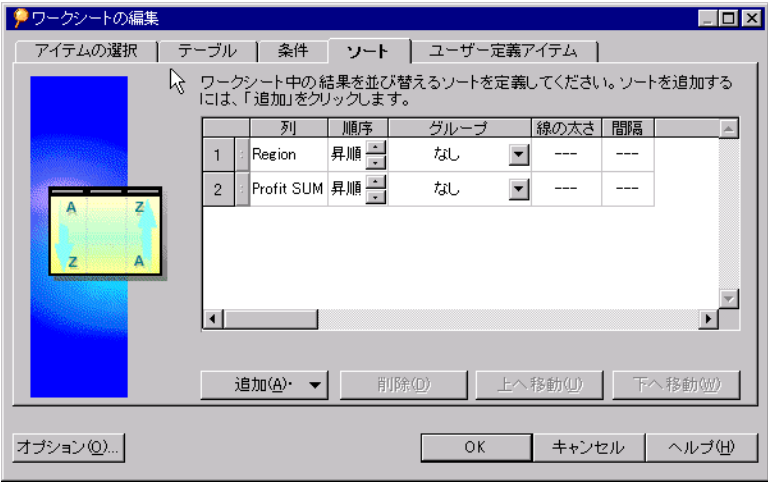 ワークシートの編集
アイテムの選択 テーブル 条件 ソート ユーザー定義アイテム
ワークシート中の結果を並び替えるソートを定義してください。ソートを追加する
には、「追加」をクリックします。
列 順序 グループ 線の太さ 間隔
1 Region 昇順 なし --- ---
2 Profit SUM 昇順 なし --- ---
A Z
Z A
追加(A)· 削除(D) 上へ移動(U) 下へ移動(W)
オプション(O)... OK キャンセル ヘルプ(H)